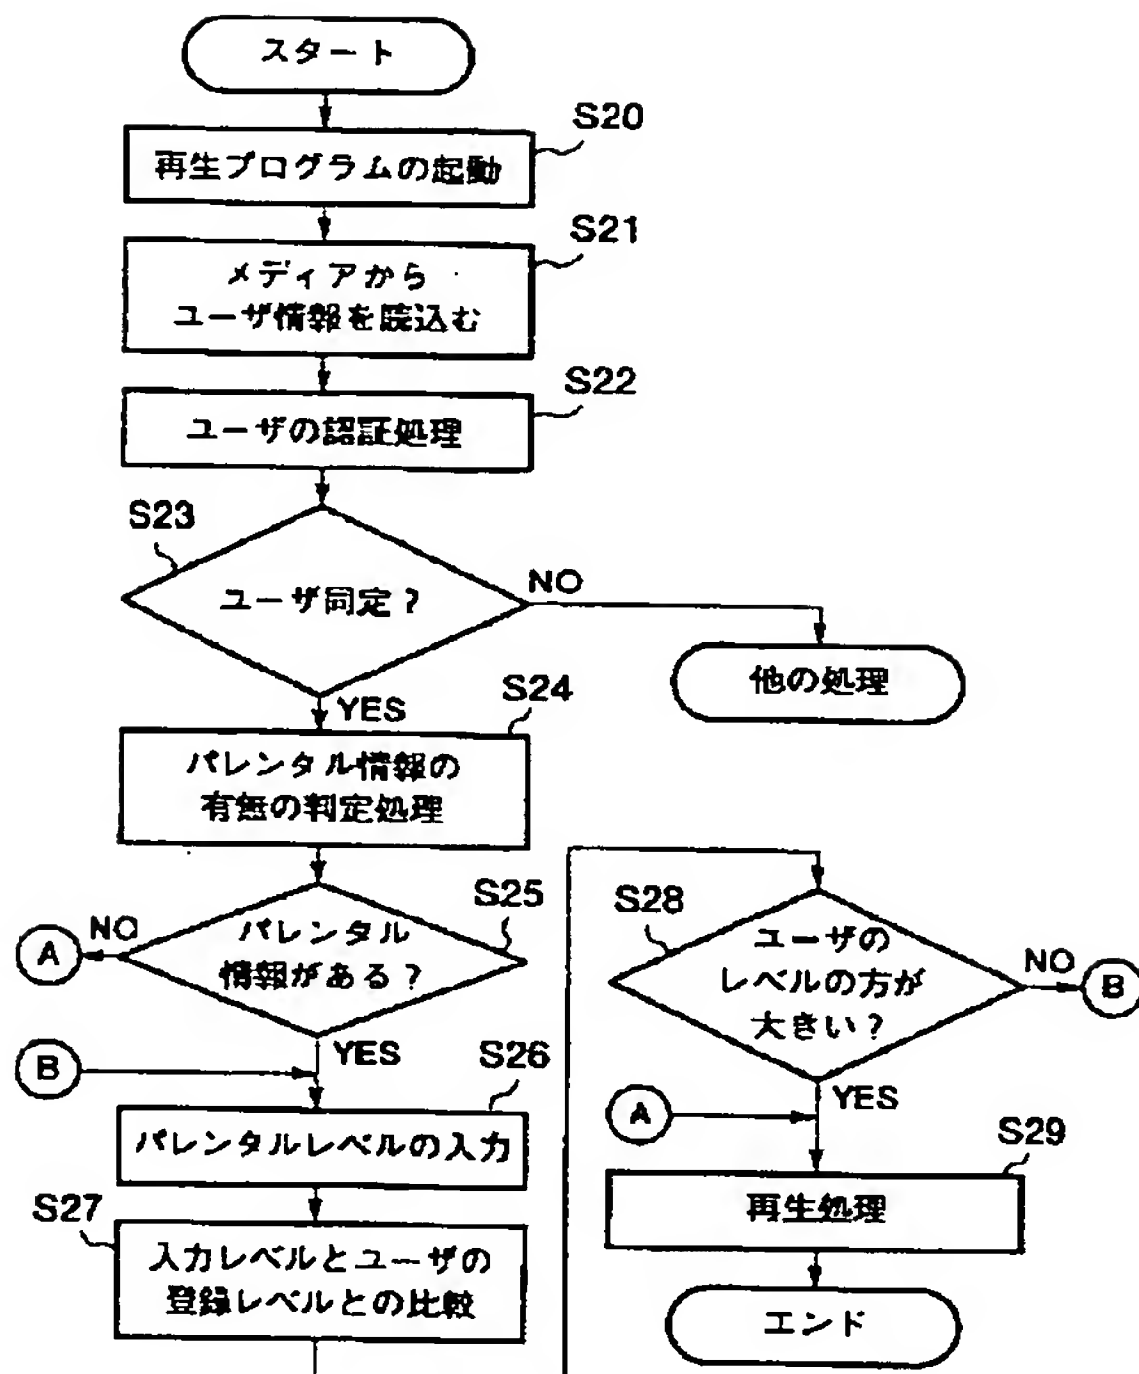 スタート
S20
再生プログラムの起動
S21
メディアから
ユーザ情報を読込む
S22
ユーザの認証処理
S23
ユーザ同定？
NO
他の処理
YES
S24
パレンタル情報の
有無の判定処理
S25
パレンタル
情報がある？
NO
A
YES
B
S26
パレンタルレベルの入力
S27
入力レベルとユーザの
登録レベルとの比較
S28
ユーザの
レベルの方が
大きい？
NO
B
YES
A
S29
再生処理
エンド